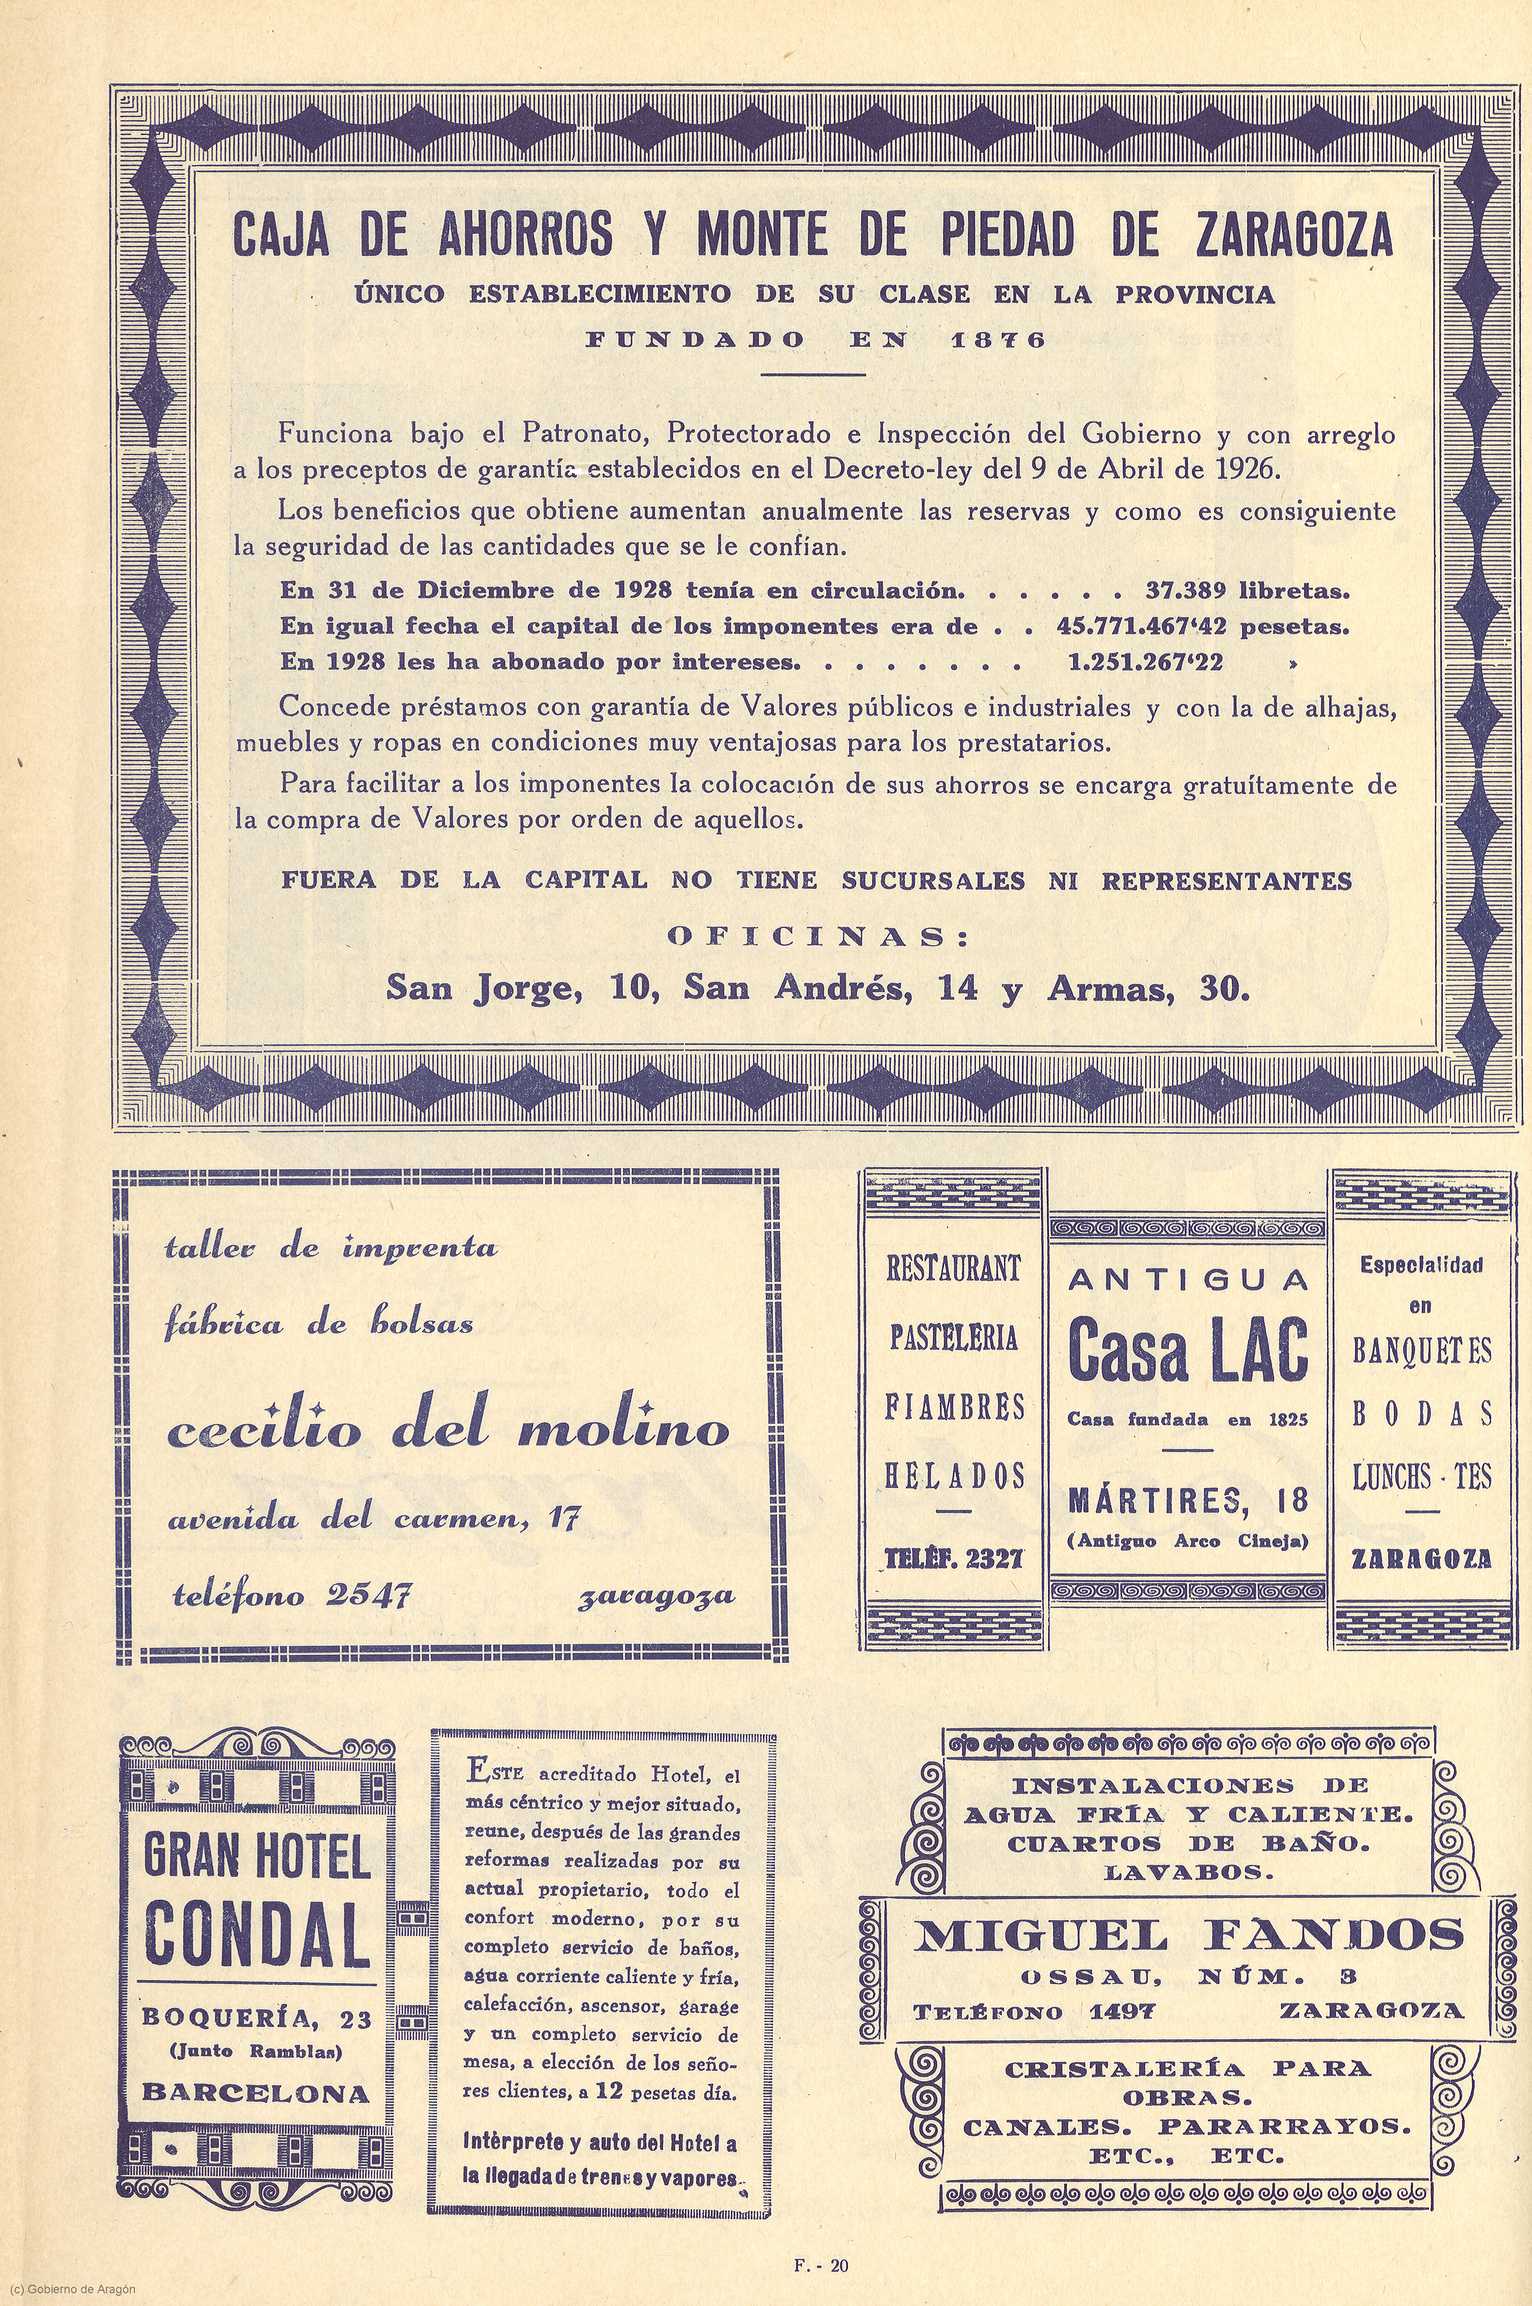 CAJA DE AHORROS Y MONTE DE PIEDAD DE ZARAGOZA
ÚNICO ESTABLECIMIENTO DE SU CLASE EN LA PROVINCIA
FUNDADO EN 1876
Funciona bajo el Patronato, Protectorado e Inspección del Gobierno y con arreglo
a los preceptos de garantía establecidos en el Decreto-ley del 9 de Abril de 1926.
Los beneficios que obtiene aumentan anualmente las reservas y como es consiguiente
la seguridad de las cantidades que se le confían.
En 31 de Diciembre de 1928 tenía en circulación. . . . . . 37.389 libretas.
En igual fecha el capital de los imponentes era de . . 45.771.467‘42 pesetas.
En 1928 les ha abonado por intereses. . . . . . . . 1.251.267‘22 »
Concede préstamos con garantía de Valores públicos e industriales y con la de alhajas,
muebles y ropas en condiciones muy ventajosas para los prestatarios.
Para facilitar a los imponentes la colocación de sus ahorros se encarga gratuítamente de
la compra de Valores por orden de aquellos.
FUERA DE LA CAPITAL NO TIENE SUCURSALES NI REPRESENTANTES
OFICINAS:
San Jorge, 10, San Andrés, 14 y Armas, 30.
taller de imprenta
fábrica de bolsas
cecilio del molino
avenida del carmen, 17
teléfono 2547 zaragoza
RESTAURANT
PASTELERIA
FIAMBRES
HELADOS
TELÉF. 2327
ANTIGUA
Casa LAC
Casa fundada en 1825
MÁRTIRES, 18
(Antiguo Arco Cineja)
Especialidad
en
BANQUETES
BODAS
LUNCHS - TES
ZARAGOZA
GRAN HOTEL
CONDAL
BOQUERÍA, 23
(Junto Ramblas)
BARCELONA
ESTE acreditado Hotel, el
más céntrico y mejor situado,
reune, después de las grandes
reformas realizadas por su
actual propietario, todo el
confort moderno, por su
completo servicio de baños,
agua corriente caliente y fría,
calefacción, ascensor, garage
y un completo servicio de
mesa, a elección de los seño-
res clientes, a 12 pesetas día.
Intèrprete y auto del Hotel a
la llegada de trenes y vapores.
INSTALACIONES DE
AGUA FRÍA Y CALIENTE.
CUARTOS DE BAÑO.
LAVABOS.
MIGUEL FANDOS
OSSAU, NÚM. 3
TELÉFONO 1497 ZARAGOZA
CRISTALERÍA PARA
OBRAS.
CANALES. PARARRAYOS.
ETC., ETC.
F. - 20
(c) Gobierno de Aragón